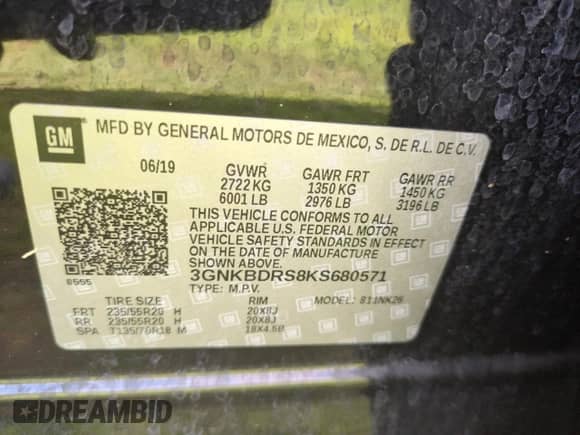 GM
MFD BY GENERAL MOTORS DE MEXICO, S. DE R.L. DE C.V.
06/19 GVWR GAWR FRT GAWR RR
2722 KG 1350 KG 1450 KG
6001 LB 2976 LB 3196 LB
THIS VEHICLE CONFORMS TO ALL
APPLICABLE U.S. FEDERAL MOTOR
VEHICLE SAFETY STANDARDS IN EFFECT
ON THE DATE OF MANUFACTURE
SHOWN ABOVE.
3GNKBDRS8KS680571
TYPE: M.P.V. MODEL: 811NK26
TIRE SIZE RIM
FRT 235/55R20 H 20X8J
RR 235/55R20 H 20X8J
SPA T135/70R18 M 18X4.5B
DREAMBID